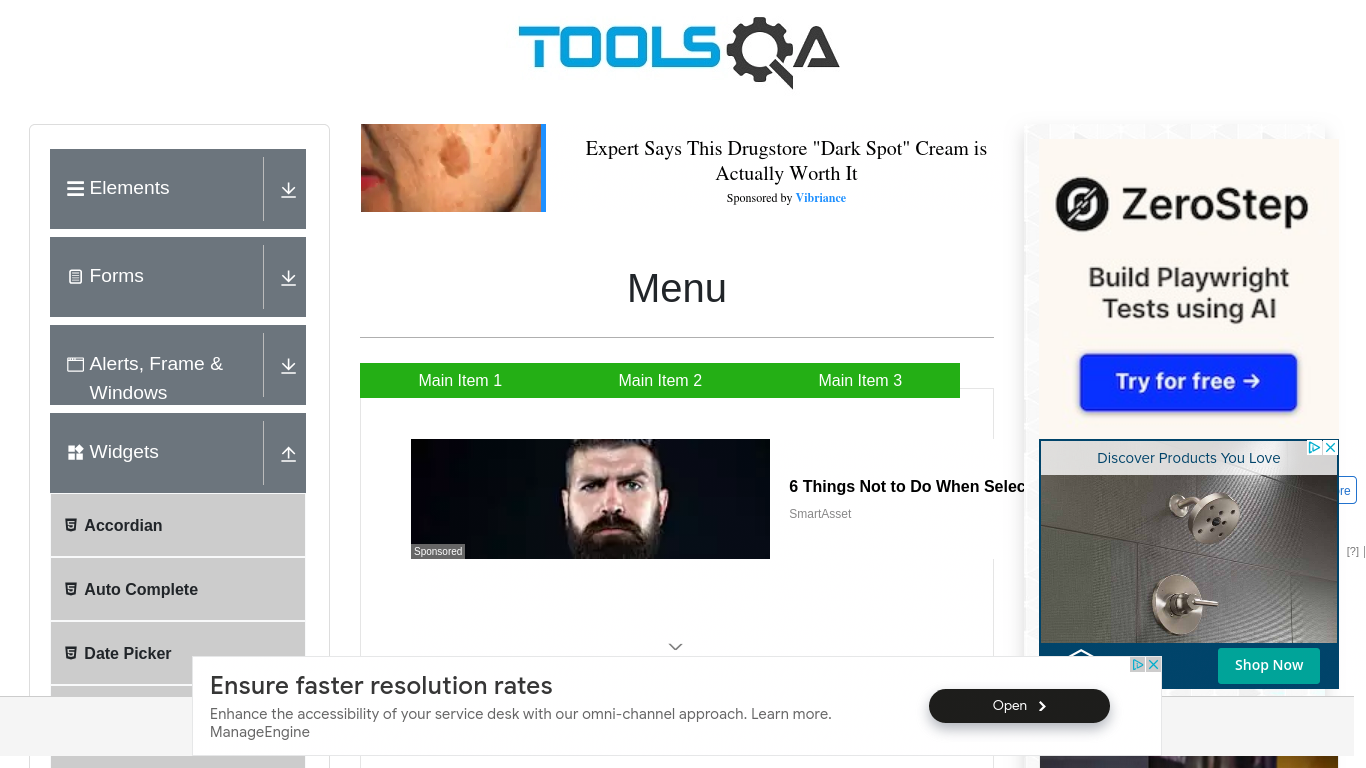 TOOLSQA
Elements
Forms
Alerts, Frame &
Windows
Widgets
Accordian
Auto Complete
Date Picker
Expert Says This Drugstore "Dark Spot" Cream is
Actually Worth It
Sponsored by Vibriance
Menu
Main Item 1
Main Item 2
Main Item 3
Sponsored
6 Things Not to Do When Selec
SmartAsset
ZeroStep
Build Playwright
Tests using AI
Try for free →
Discover Products You Love
re
[?]
Shop Now
Ensure faster resolution rates
Enhance the accessibility of your service desk with our omni-channel approach. Learn more.
ManageEngine
Open